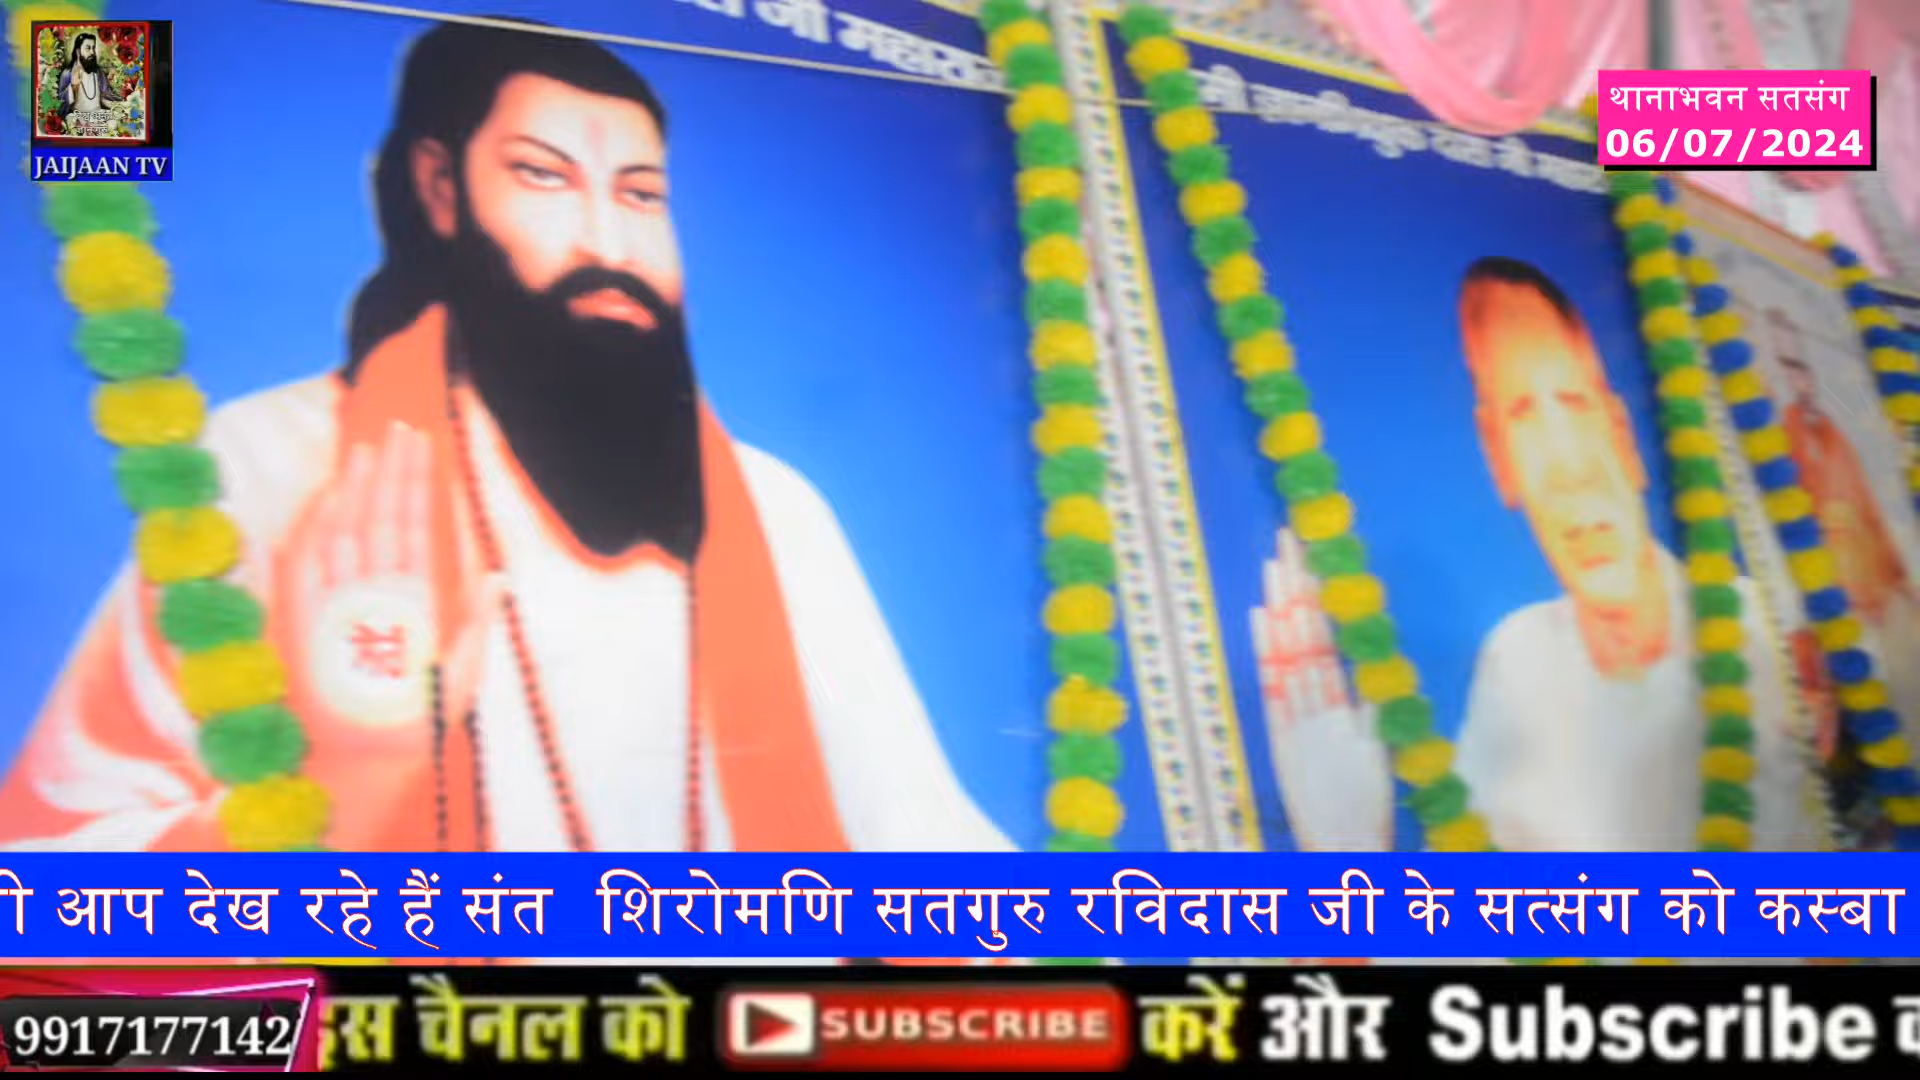 जी महाराज
थानाभवन सतसंग
06/07/2024
JAIJAAN TV
ी आप देख रहे हैं संत शिरोमणि सतगुरु रविदास जी के सत्संग को कस्बा
9917177142
इस चैनल को SUBSCRIBE करें और Subscribe क